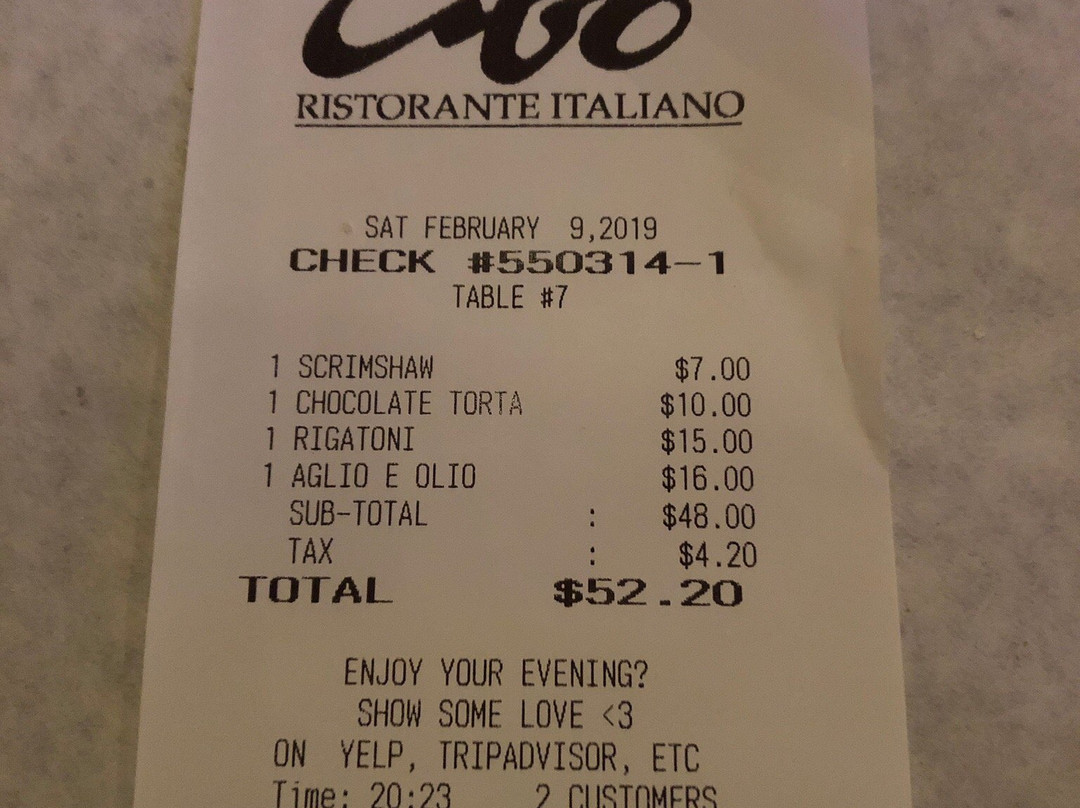 RISTORANTE ITALIANO
SAT FEBRUARY 9,2019
CHECK #550314-1
TABLE #7
1 SCRIMSHAW $7.00
1 CHOCOLATE TORTA $10.00
1 RIGATONI $15.00
1 AGLIO E OLIO $16.00
SUB-TOTAL : $48.00
TAX : $4.20
TOTAL $52.20
ENJOY YOUR EVENING?
SHOW SOME LOVE <3
ON YELP, TRIPADVISOR, ETC
Time: 20:23 2 CUSTOMERS